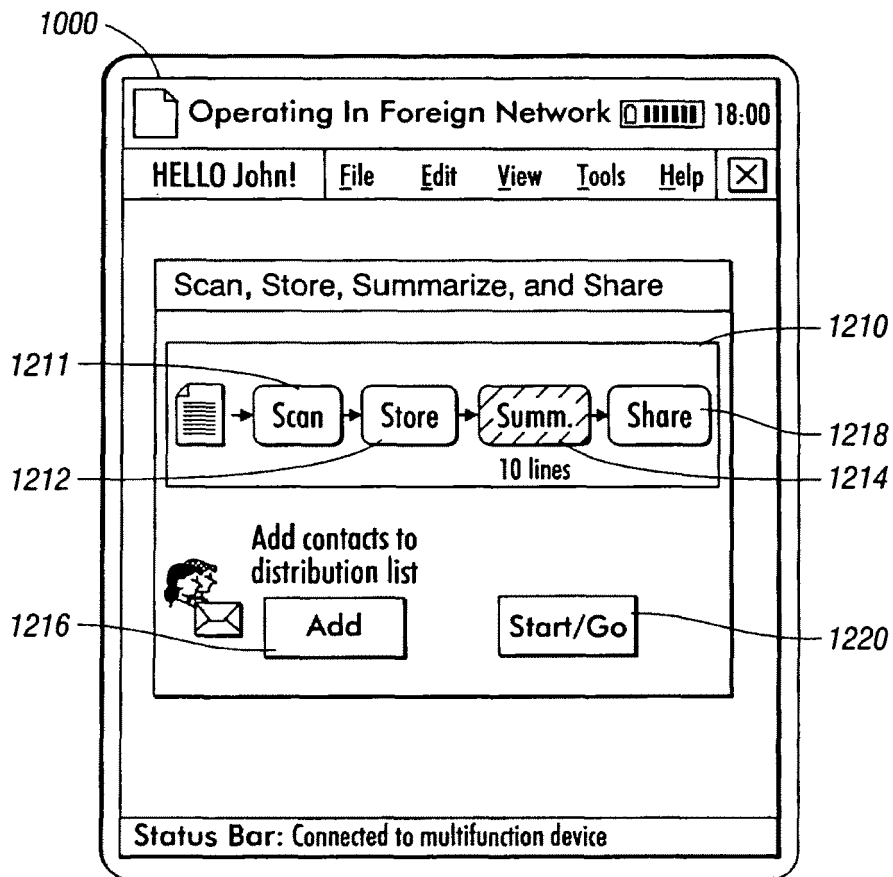 1000
Operating In Foreign Network 18:00
HELLO John! File Edit View Tools Help
Scan, Store, Summarize, and Share
1210
1211
Scan Store Summ. Share
1218
1212
10 lines
1214
Add contacts to
distribution list
1216
Add Start/Go
1220
Status Bar: Connected to multifunction device